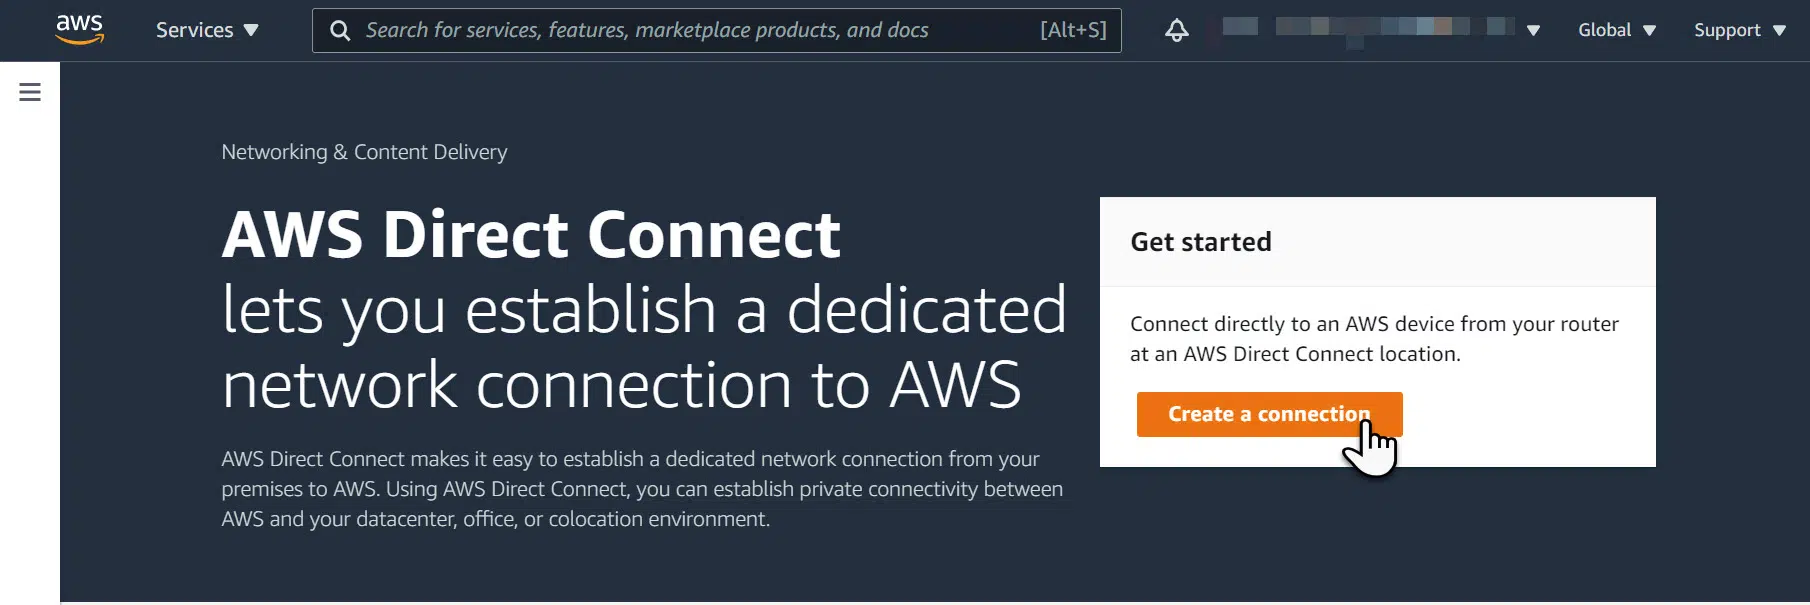 aws
Services
Search for services, features, marketplace products, and docs
[Alt+S]
Global
Support
Networking & Content Delivery
AWS Direct Connect
lets you establish a dedicated
network connection to AWS
AWS Direct Connect makes it easy to establish a dedicated network connection from your
premises to AWS. Using AWS Direct Connect, you can establish private connectivity between
AWS and your datacenter, office, or colocation environment.
Get started
Connect directly to an AWS device from your router
at an AWS Direct Connect location.
Create a connection